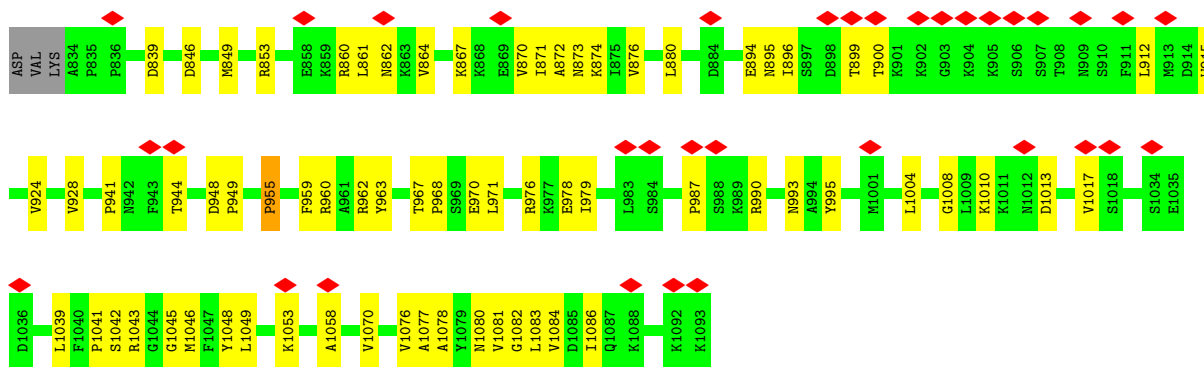 ASP VAL LYS A834 P835 P836 D839 D846 M849 R853 E858 K859 R860 L861 N862 K863 V864 K867 K868 E869 V870 I871 A872 N873 K874 I875 V876 L880 D884 E894 N895 I896 S897 D898 T899 T900 K901 K902 G903 K904 K905 S906 S907 T908 N909 S910 F911 L912 M913 D914
V924 V928 P941 N942 F943 T944 D948 P949 P955 F959 R960 A961 R962 Y963 T967 P968 S969 E970 L971 R976 K977 E978 I979 L983 S984 P987 S988 K989 R990 N993 A994 Y995 M1001 L1004 G1008 L1009 K1010 K1011 N1012 D1013 V1017 S1018 S1034 E1035
D1036 L1039 F1040 P1041 S1042 R1043 G1044 G1045 M1046 F1047 Y1048 L1049 K1053 A1058 V1070 V1076 A1077 A1078 Y1079 N1080 V1081 G1082 L1083 V1084 D1085 I1086 Q1087 K1088 K1092 K1093